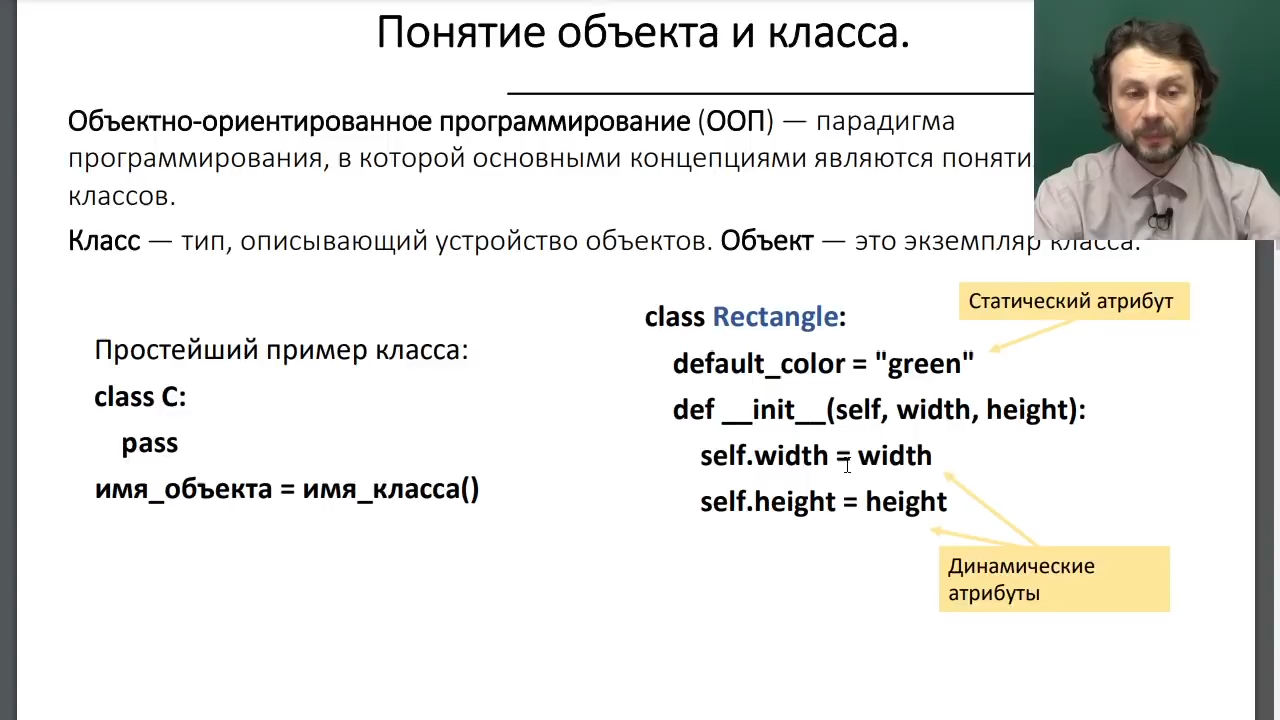 Понятие объекта и класса.
Объектно-ориентированное программирование (ООП) — парадигма
программирования, в которой основными концепциями являются
классов.
Класс — тип, описывающий устройство объектов. Объект — это экземпляр класса.
Простейший пример класса:
class C:
pass
имя_объекта = имя_класса()
Статический атрибут
class Rectangle:
default_color = "green"
def __init__(self, width, height):
self.width = width
self.height = height
Динамические
атрибуты